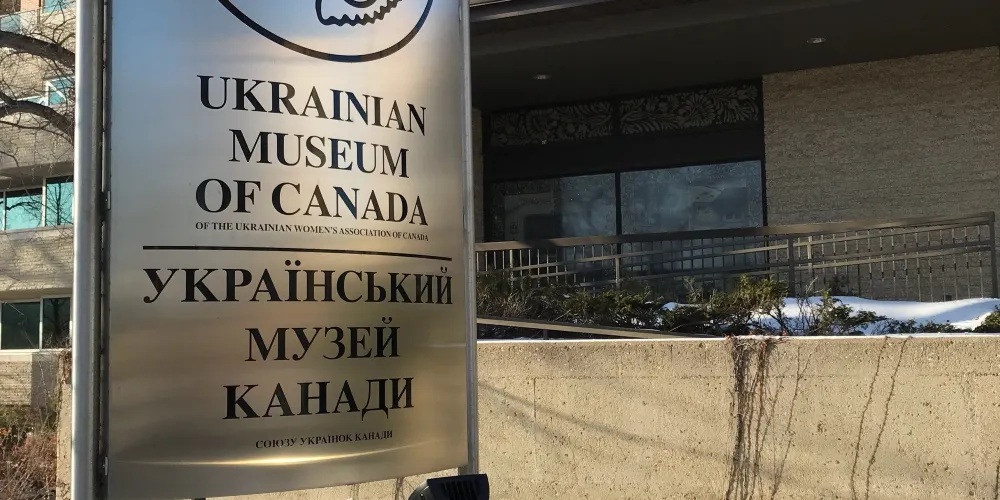 UKRAINIAN
MUSEUM
OF CANADA
OF THE UKRAINIAN WOMEN'S ASSOCIATION OF CANADA
УКРАЇНСЬКИЙ
МУЗЕЙ
КАНАДИ
СОЮЗУ УКРАЇНОК КАНАДИ